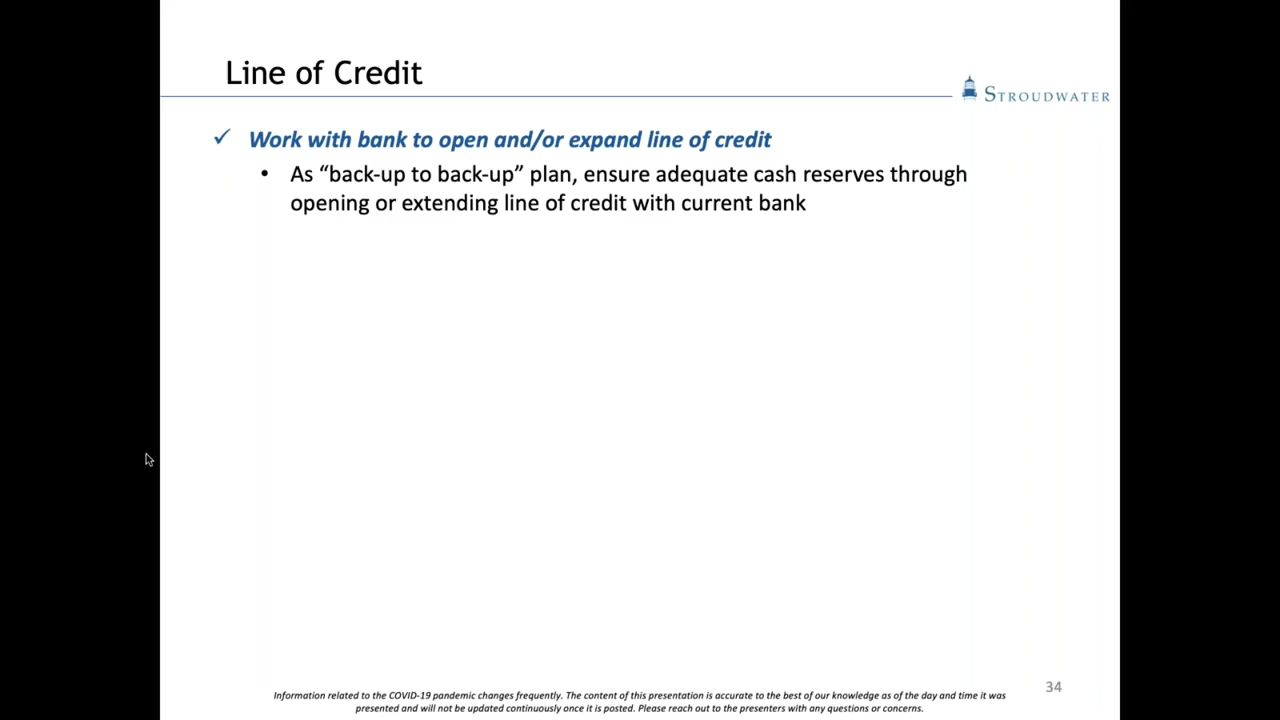 Line of Credit
STROUDWATER
✓ Work with bank to open and/or expand line of credit
• As “back-up to back-up” plan, ensure adequate cash reserves through
opening or extending line of credit with current bank
34
Information related to the COVID-19 pandemic changes frequently. The content of this presentation is accurate to the best of our knowledge as of the day and time it was
presented and will not be updated continuously once it is posted. Please reach out to the presenters with any questions or concerns.